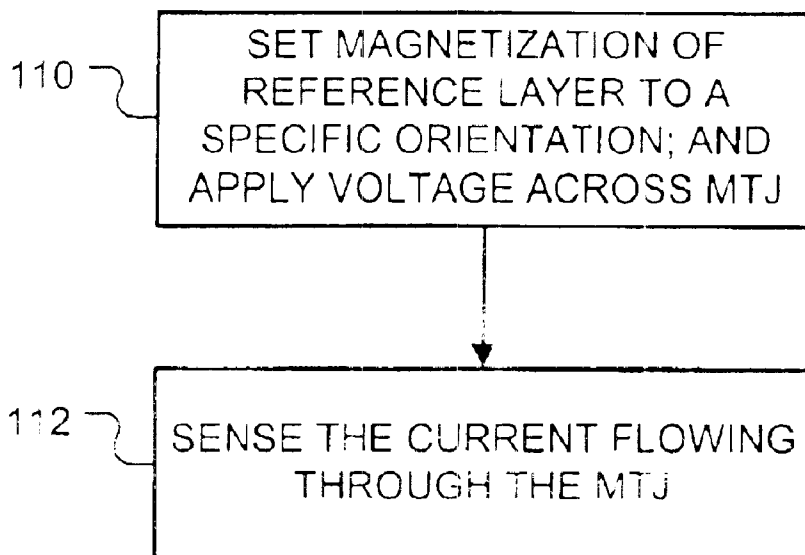 110
SET MAGNETIZATION OF
REFERENCE LAYER TO A
SPECIFIC ORIENTATION; AND
APPLY VOLTAGE ACROSS MTJ
112
SENSE THE CURRENT FLOWING
THROUGH THE MTJ